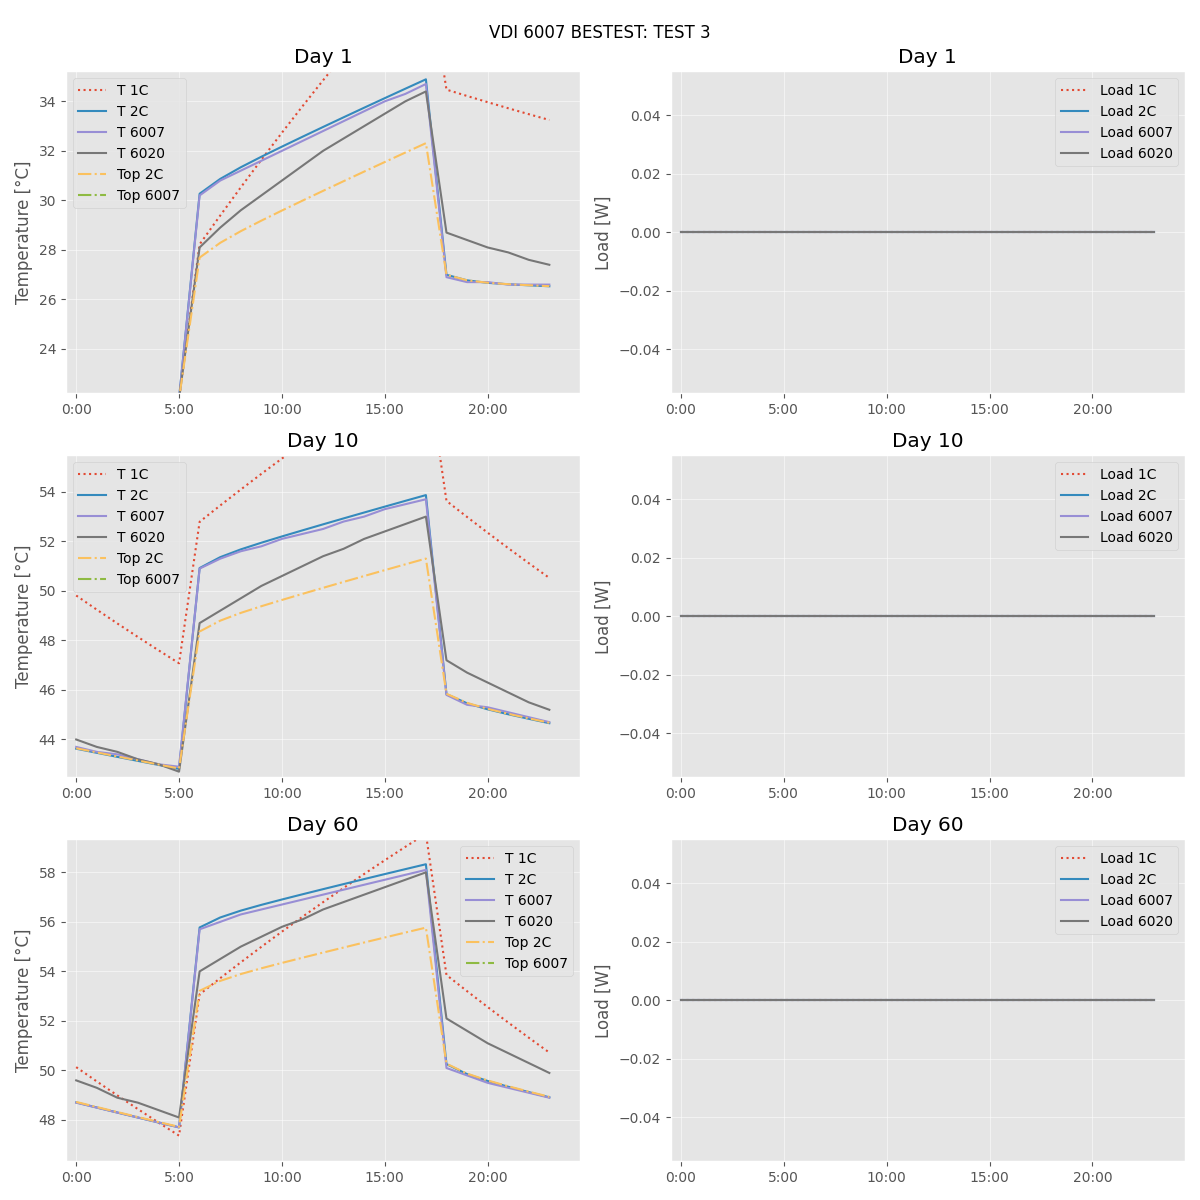 VDI 6007 BESTEST: TEST 3
Day 1
Temperature [°C]
34
32
30
28
26
24
0:00 5:00 10:00 15:00 20:00
T 1C
T 2C
T 6007
T 6020
Top 2C
Top 6007
Day 1
Load [W]
0.04
0.02
0.00
−0.02
−0.04
0:00 5:00 10:00 15:00 20:00
Load 1C
Load 2C
Load 6007
Load 6020
Day 10
Temperature [°C]
54
52
50
48
46
44
0:00 5:00 10:00 15:00 20:00
T 1C
T 2C
T 6007
T 6020
Top 2C
Top 6007
Day 10
Load [W]
0.04
0.02
0.00
−0.02
−0.04
0:00 5:00 10:00 15:00 20:00
Load 1C
Load 2C
Load 6007
Load 6020
Day 60
Temperature [°C]
58
56
54
52
50
48
0:00 5:00 10:00 15:00 20:00
T 1C
T 2C
T 6007
T 6020
Top 2C
Top 6007
Day 60
Load [W]
0.04
0.02
0.00
−0.02
−0.04
0:00 5:00 10:00 15:00 20:00
Load 1C
Load 2C
Load 6007
Load 6020